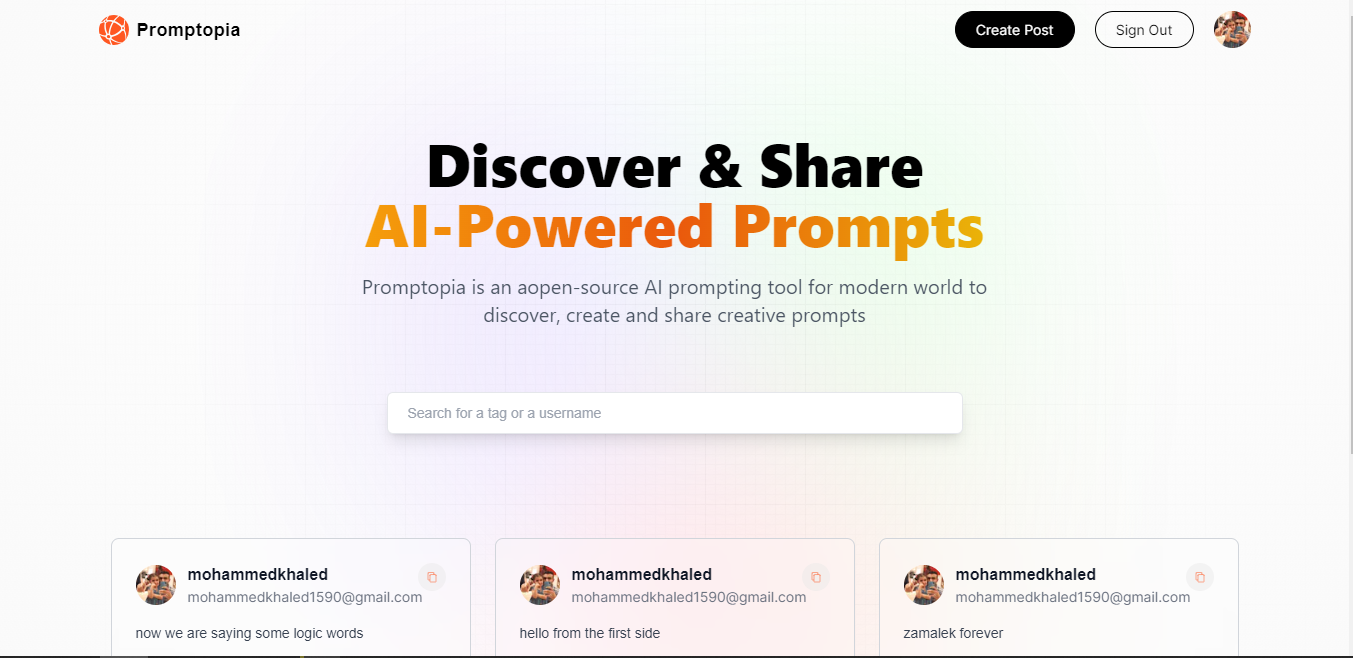 Promptopia
Create Post
Sign Out
Discover & Share
AI-Powered Prompts
Promptopia is an aopen-source AI prompting tool for modern world to
discover, create and share creative prompts
Search for a tag or a username
mohammedkhaled
mohammedkhaled1590@gmail.com
now we are saying some logic words
mohammedkhaled
mohammedkhaled1590@gmail.com
hello from the first side
mohammedkhaled
mohammedkhaled1590@gmail.com
zamalek forever